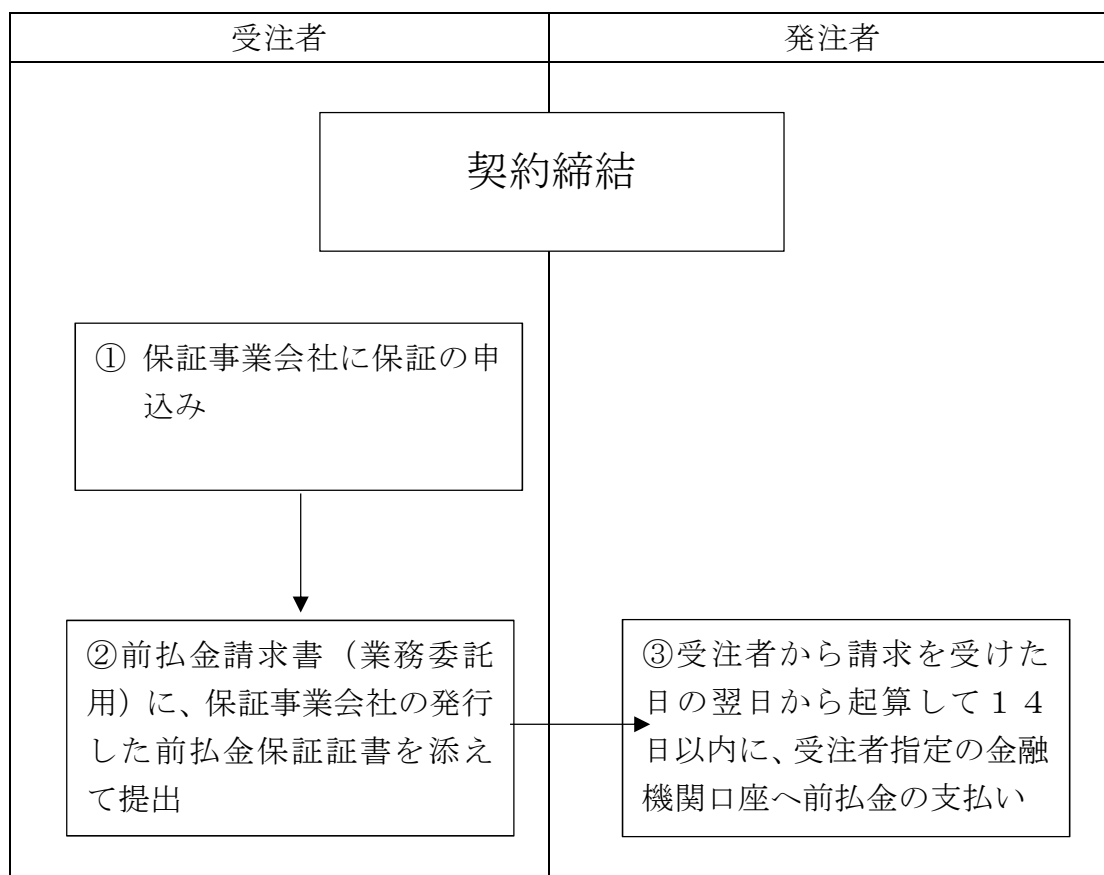 受注者
発注者
契約締結
① 保証事業会社に保証の申
込み
②前払金請求書（業務委託
用）に、保証事業会社の発行
した前払金保証証書を添え
て提出
③受注者から請求を受けた
日の翌日から起算して１４
日以内に、受注者指定の金融
機関口座へ前払金の支払い